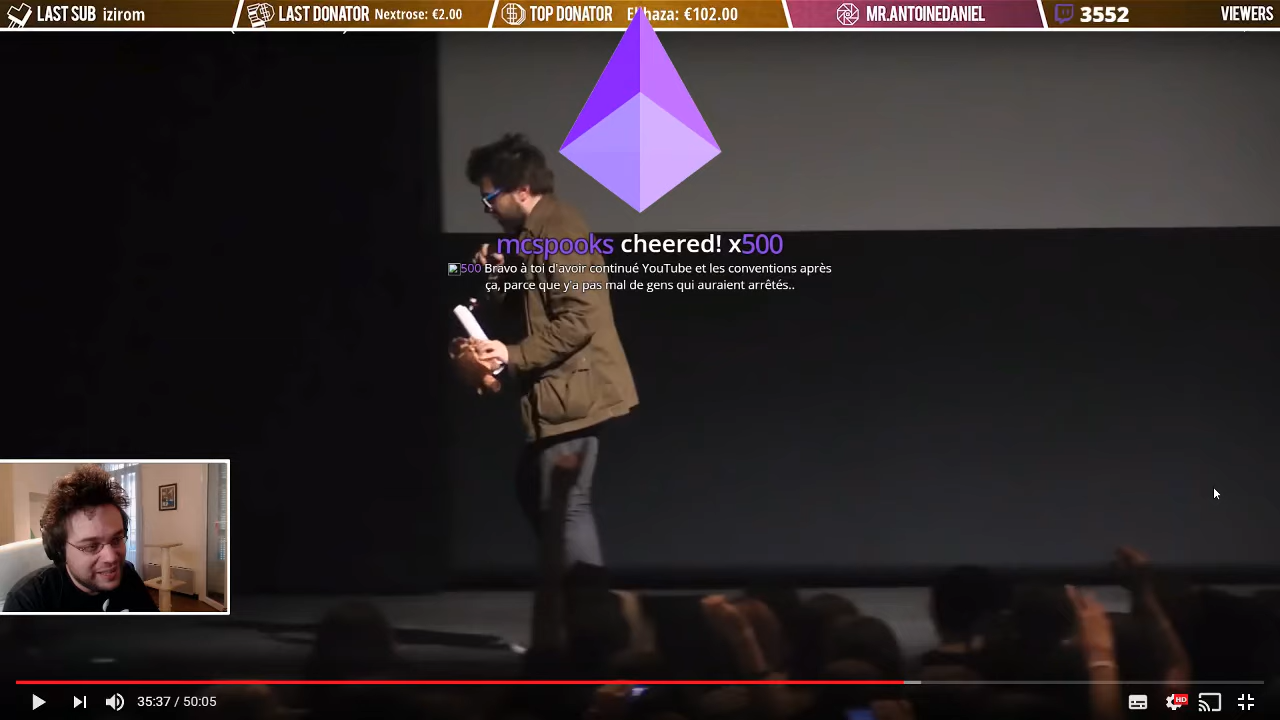 LAST SUB izirom
LAST DONATOR Nextrose: €2.00
TOP DONATOR
€102.00
MR.ANTOINEDANIEL
3552 VIEWERS
mcspooks cheered! x500
500 Bravo à toi d'avoir continué YouTube et les conventions après
ça, parce que y'a pas mal de gens qui auraient arrêtés..
35:37 / 50:05
HD